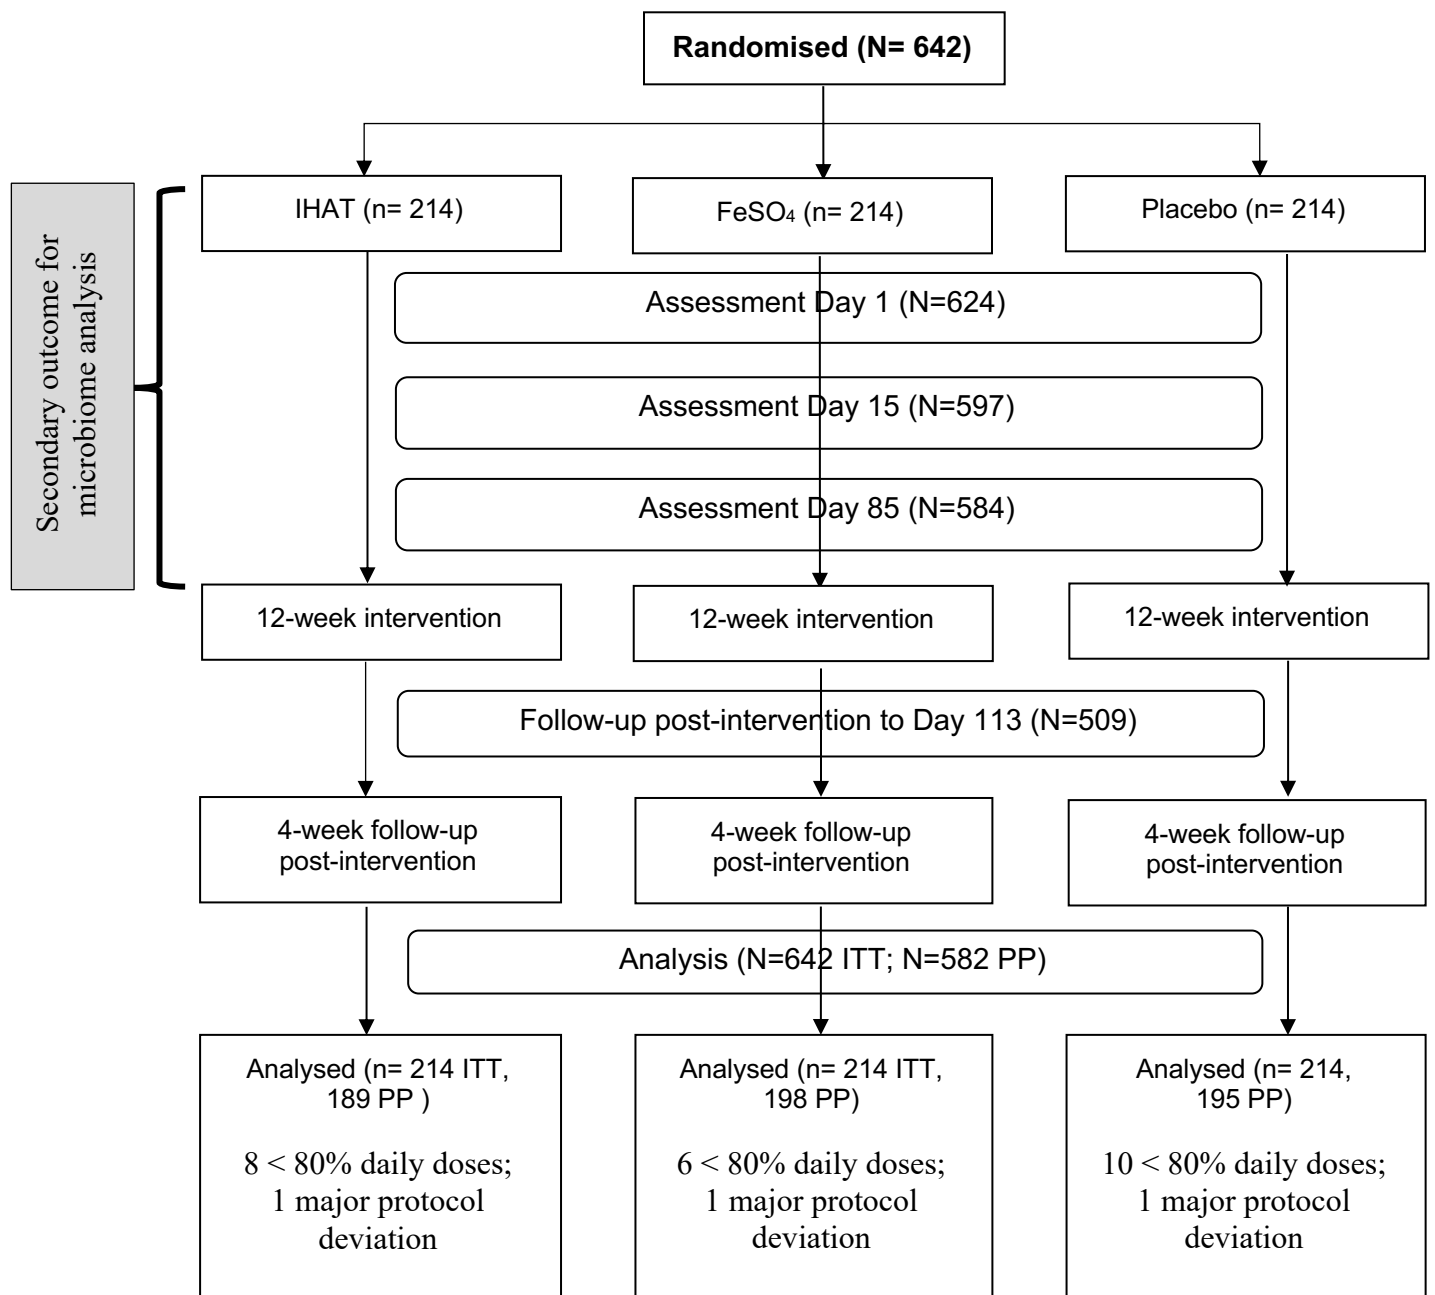 Randomised (N= 642)
IHAT (n= 214)
FeSO₄ (n= 214)
Placebo (n= 214)
Secondary outcome for
microbiome analysis
Assessment Day 1 (N=624)
Assessment Day 15 (N=597)
Assessment Day 85 (N=584)
12-week intervention
12-week intervention
12-week intervention
Follow-up post-intervention to Day 113 (N=509)
4-week follow-up
post-intervention
4-week follow-up
post-intervention
4-week follow-up
post-intervention
Analysis (N=642 ITT; N=582 PP)
Analysed (n= 214 ITT,
189 PP )
8 < 80% daily doses;
1 major protocol
deviation
Analysed (n= 214 ITT,
198 PP)
6 < 80% daily doses;
1 major protocol
deviation
Analysed (n= 214,
195 PP)
10 < 80% daily doses;
1 major protocol
deviation